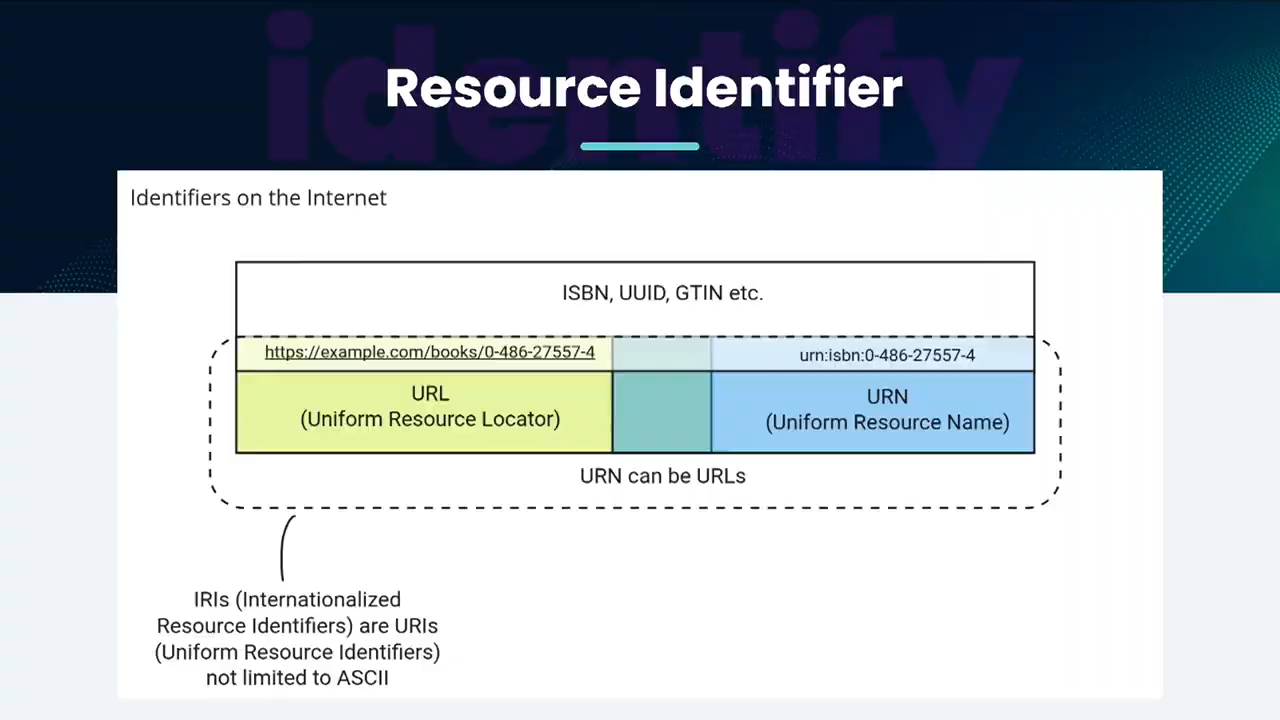 identify
Resource Identifier
Identifiers on the Internet
ISBN, UUID, GTIN etc.
https://example.com/books/0-486-27557-4
urn:isbn:0-486-27557-4
URL
(Uniform Resource Locator)
URN
(Uniform Resource Name)
URN can be URLs
IRIs (Internationalized
Resource Identifiers) are URIs
(Uniform Resource Identifiers)
not limited to ASCII